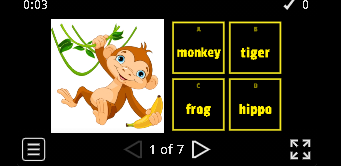 0:03 ✓ 0
A B
monkey tiger
C D
frog hippo
1 of 7